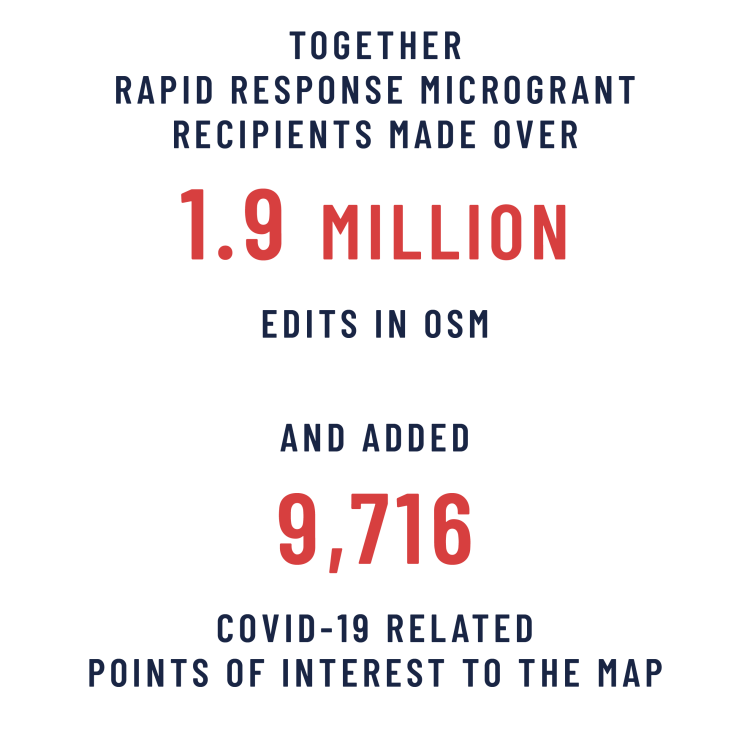 TOGETHER
RAPID RESPONSE MICROGRANT
RECIPIENTS MADE OVER
1.9 MILLION
EDITS IN OSM
AND ADDED
9,716
COVID-19 RELATED
POINTS OF INTEREST TO THE MAP